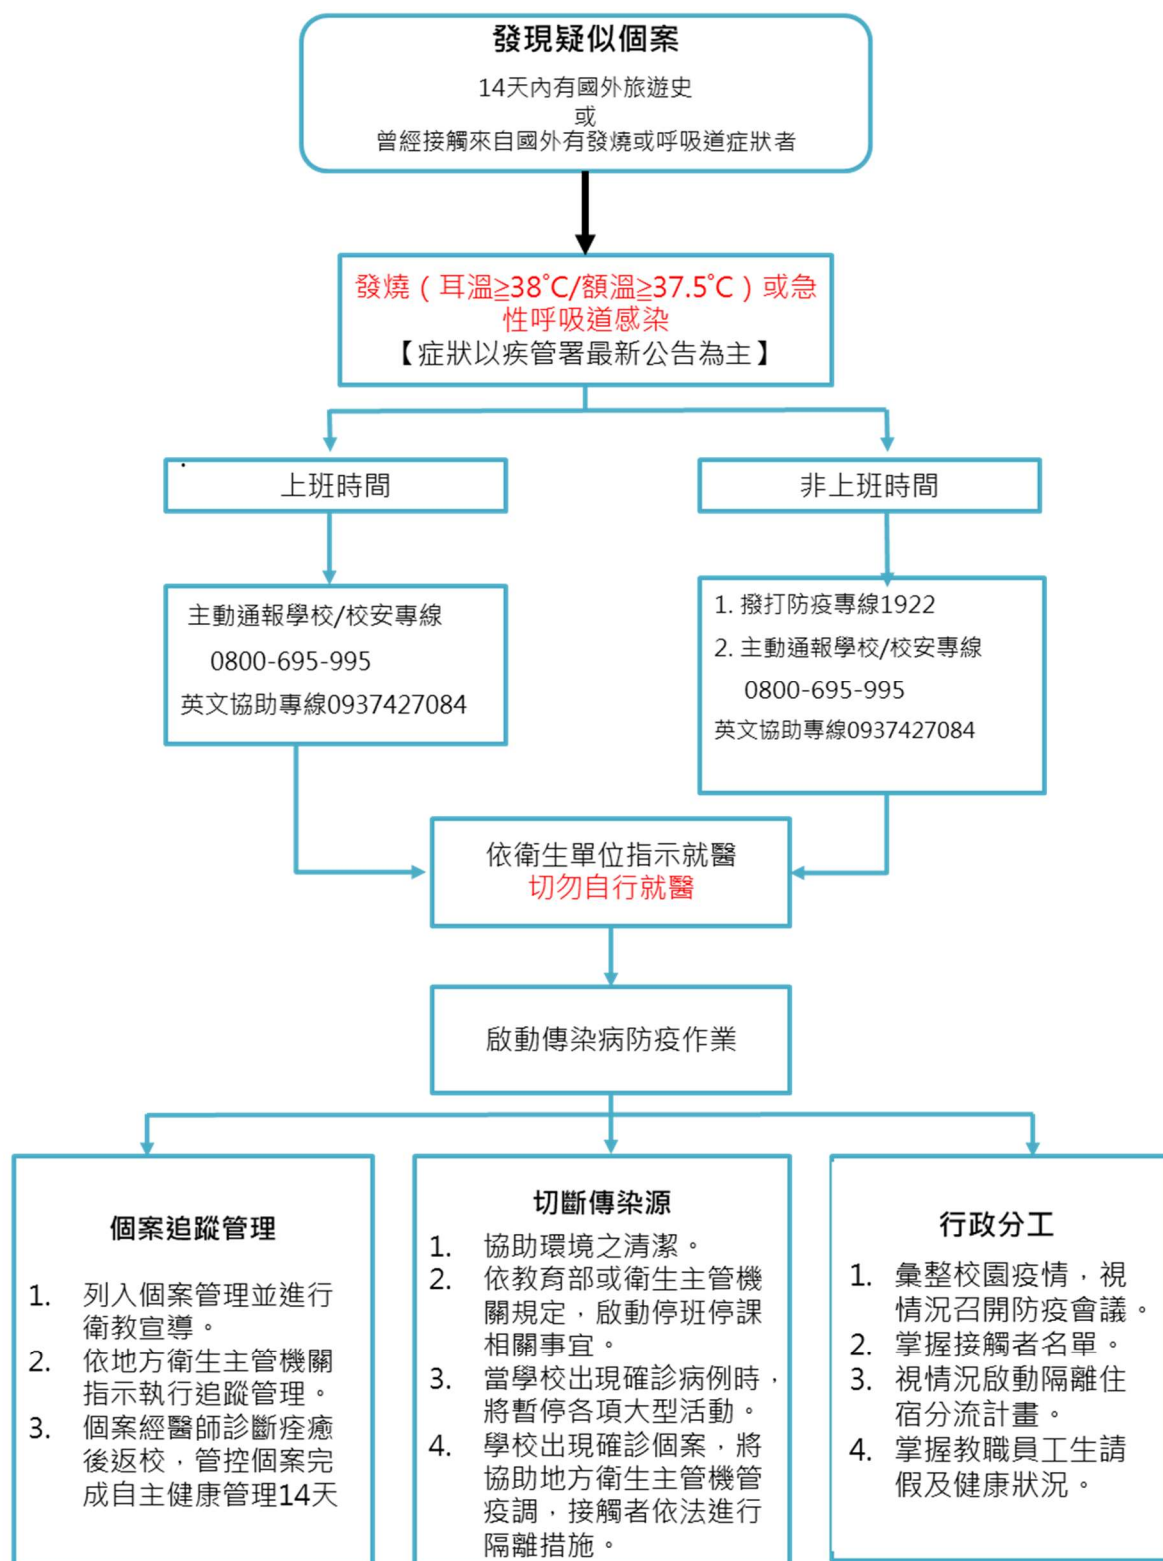 發現疑似個案
14天內有國外旅遊史
或
曾經接觸來自國外有發燒或呼吸道症狀者
發燒（耳溫≧38°C/額溫≧37.5°C）或急
性呼吸道感染
【症狀以疾管署最新公告為主】
上班時間
非上班時間
主動通報學校/校安專線
0800-695-995
英文協助專線0937427084
1. 撥打防疫專線1922
2. 主動通報學校/校安專線
0800-695-995
英文協助專線0937427084
依衛生單位指示就醫
切勿自行就醫
啟動傳染病防疫作業
個案追蹤管理
1. 列入個案管理並進行
衛教宣導。
2. 依地方衛生主管機關
指示執行追蹤管理。
3. 個案經醫師診斷痊癒
後返校，管控個案完
成自主健康管理14天
切斷傳染源
1. 協助環境之清潔。
2. 依教育部或衛生主管機
關規定，啟動停班停課
相關事宜。
3. 當學校出現確診病例時，
將暫停各項大型活動。
4. 學校出現確診個案，將
協助地方衛生主管機管
疫調，接觸者依法進行
隔離措施。
行政分工
1. 彙整校園疫情，視
情況召開防疫會議。
2. 掌握接觸者名單。
3. 視情況啟動隔離住
宿分流計畫。
4. 掌握教職員工生請
假及健康狀況。